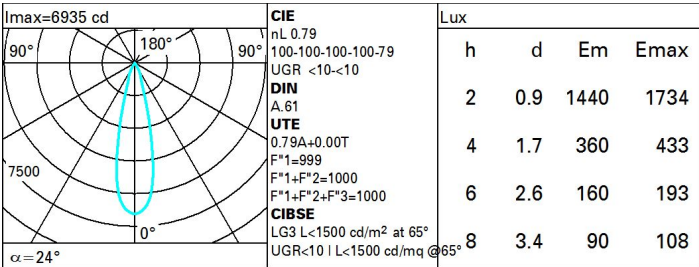 Imax=6935 cd
90°
180°
90°
7500
0°
α=24°
CIE
nL 0.79
100-100-100-100-79
UGR <10-<10
DIN
A.61
UTE
0.79A+0.00T
F"1=999
F"1+F"2=1000
F"1+F"2+F"3=1000
CIBSE
LG3 L<1500 cd/m² at 65°
UGR<10 | L<1500 cd/mq @65°
Lux
h d Em Emax
2 0.9 1440 1734
4 1.7 360 433
6 2.6 160 193
8 3.4 90 108